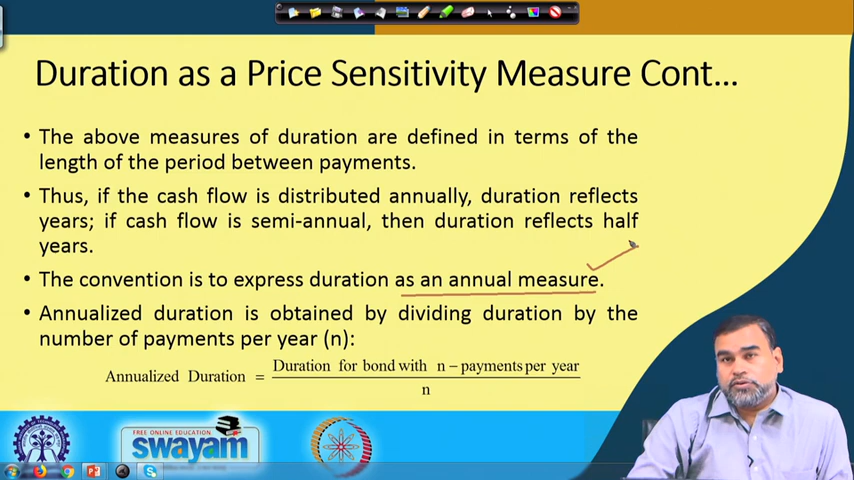 Duration as a Price Sensitivity Measure Cont...
• The above measures of duration are defined in terms of the
length of the period between payments.
• Thus, if the cash flow is distributed annually, duration reflects
years; if cash flow is semi-annual, then duration reflects half
years.
• The convention is to express duration as an annual measure.
• Annualized duration is obtained by dividing duration by the
number of payments per year (n):
Annualized Duration = Duration for bond with n – payments per year
n
FREE ONLINE EDUCATION
swayam